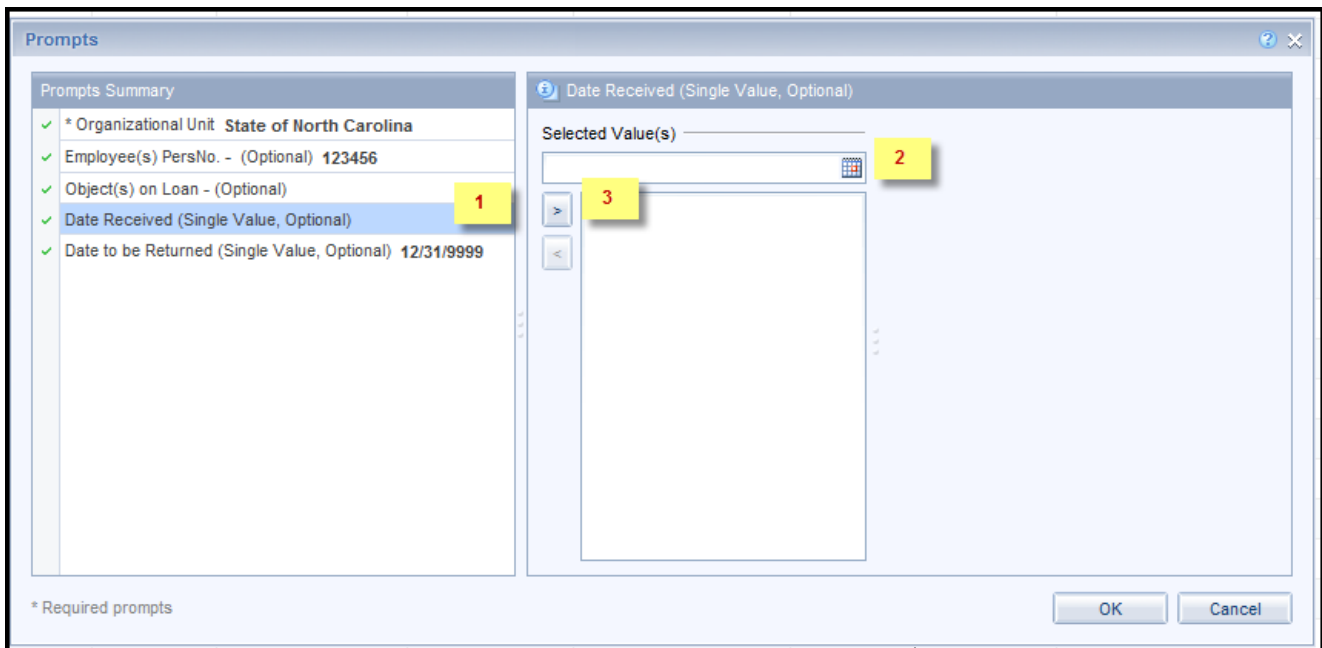 Prompts
Prompts Summary
* Organizational Unit State of North Carolina
Employee(s) PersNo. - (Optional) 123456
Object(s) on Loan - (Optional)
Date Received (Single Value, Optional)
1
Date to be Returned (Single Value, Optional) 12/31/9999
Date Received (Single Value, Optional)
Selected Value(s)
2
>
3
<
* Required prompts
OK
Cancel